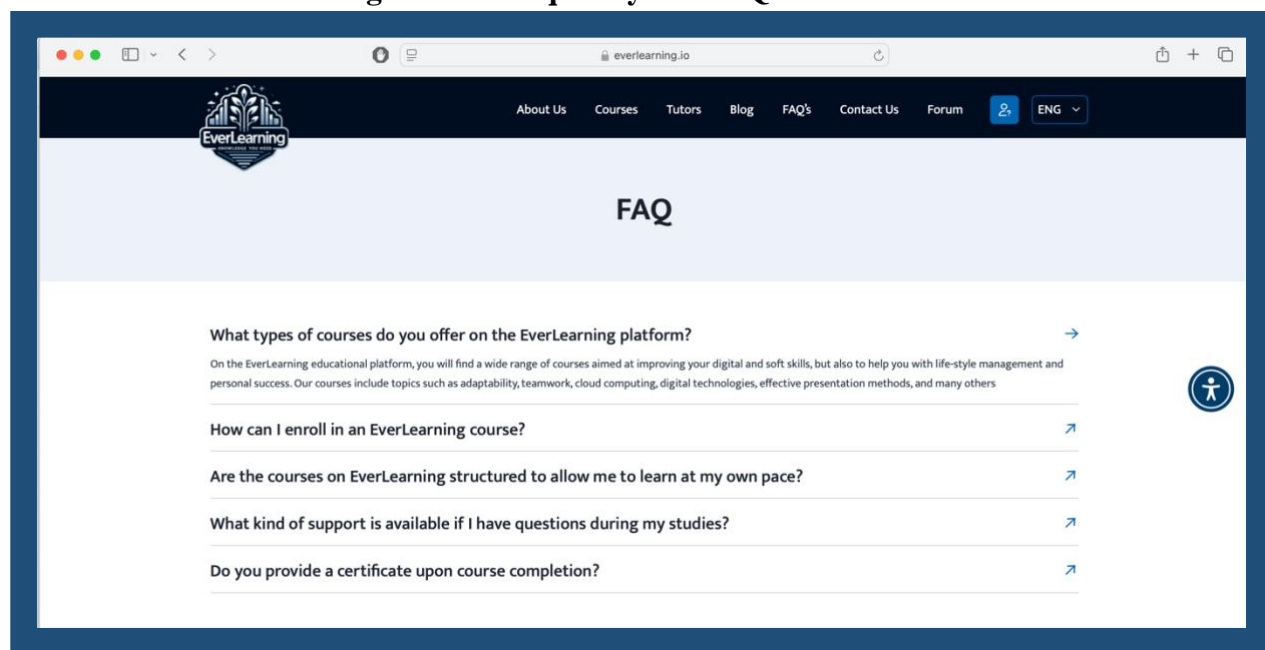 everlearning.io
EverLearning
KNOWLEDGE YOU NEED
About Us Courses Tutors Blog FAQ's Contact Us Forum ENG
FAQ
What types of courses do you offer on the EverLearning platform?
On the EverLearning educational platform, you will find a wide range of courses aimed at improving your digital and soft skills, but also to help you with life-style management and
personal success. Our courses include topics such as adaptability, teamwork, cloud computing, digital technologies, effective presentation methods, and many others
How can I enroll in an EverLearning course?
Are the courses on EverLearning structured to allow me to learn at my own pace?
What kind of support is available if I have questions during my studies?
Do you provide a certificate upon course completion?